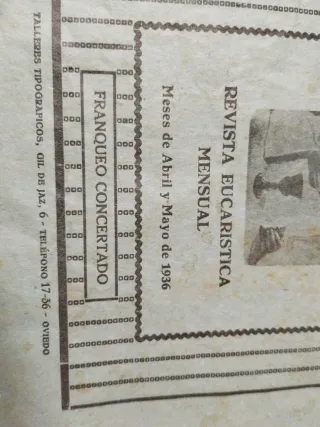 REVISTA EUCARISTICA
MENSUAL
Meses de Abril y Mayo de 1936
FRANQUEO CONCERTADO
TALLERES TIPOGRAFICOS, GIL DE JAZ, 6 - TELÉFONO 17-56 - OVIEDO